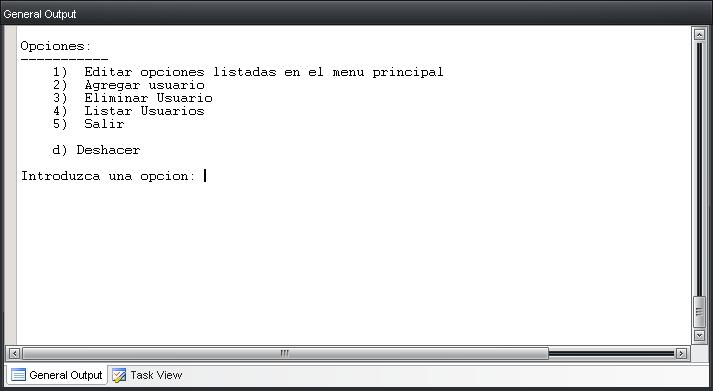 General Output
Opciones:
-----------
1) Editar opciones listadas en el menu principal
2) Agregar usuario
3) Eliminar Usuario
4) Listar Usuarios
5) Salir
d) Deshacer
Introduzca una opcion:
General Output Task View